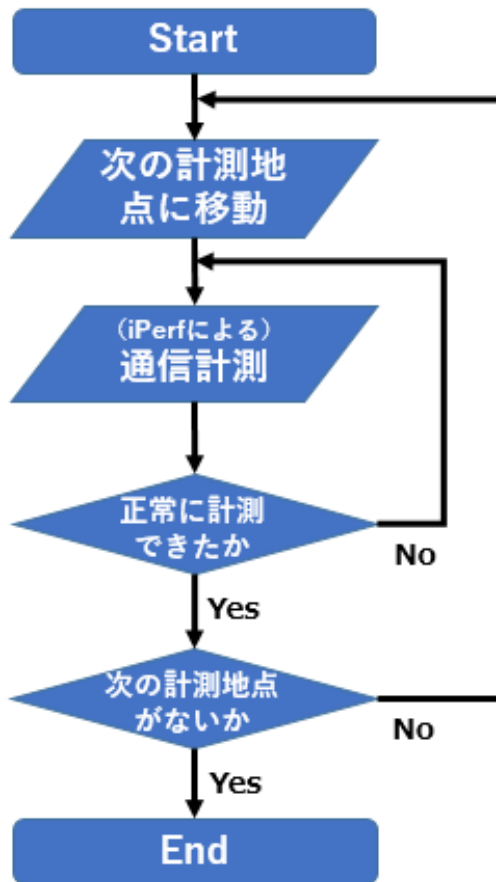 Start
次の計測地
点に移動
（iPerfによる）
通信計測
正常に計測
できたか
No
Yes
次の計測地点
がないか
No
Yes
End